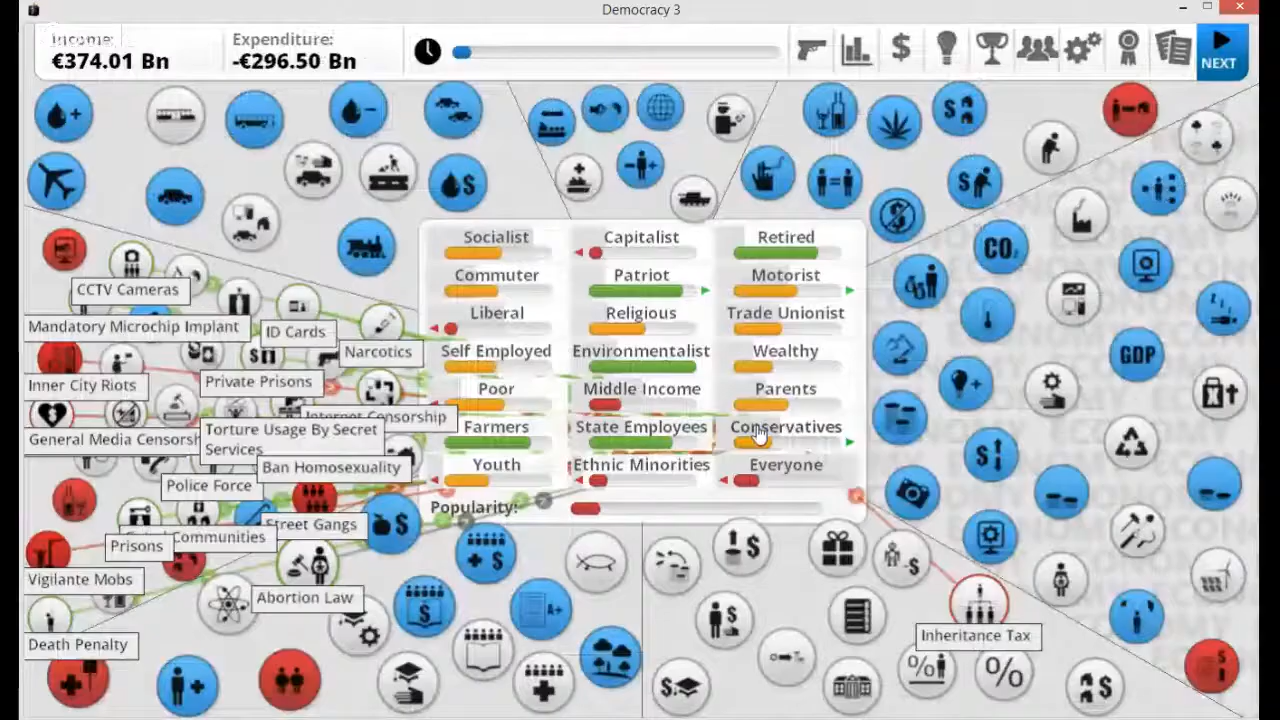 Democracy 3
Income:
€374.01 Bn
Expenditure:
-€296.50 Bn
$
NEXT
Socialist
Capitalist
Retired
Commuter
Patriot
Motorist
Liberal
Religious
Trade Unionist
Self Employed
Environmentalist
Wealthy
Poor
Middle Income
Parents
Farmers
State Employees
Conservatives
Youth
Ethnic Minorities
Everyone
Popularity:
CCTV Cameras
Mandatory Microchip Implant
ID Cards
Narcotics
Inner City Riots
Private Prisons
Internet Censorship
General Media Censorsh
Torture Usage By Secret
Services
Ban Homosexuality
Police Force
Street Gangs
Communities
Prisons
Vigilante Mobs
Abortion Law
Death Penalty
Inheritance Tax
CO2
GDP
A+